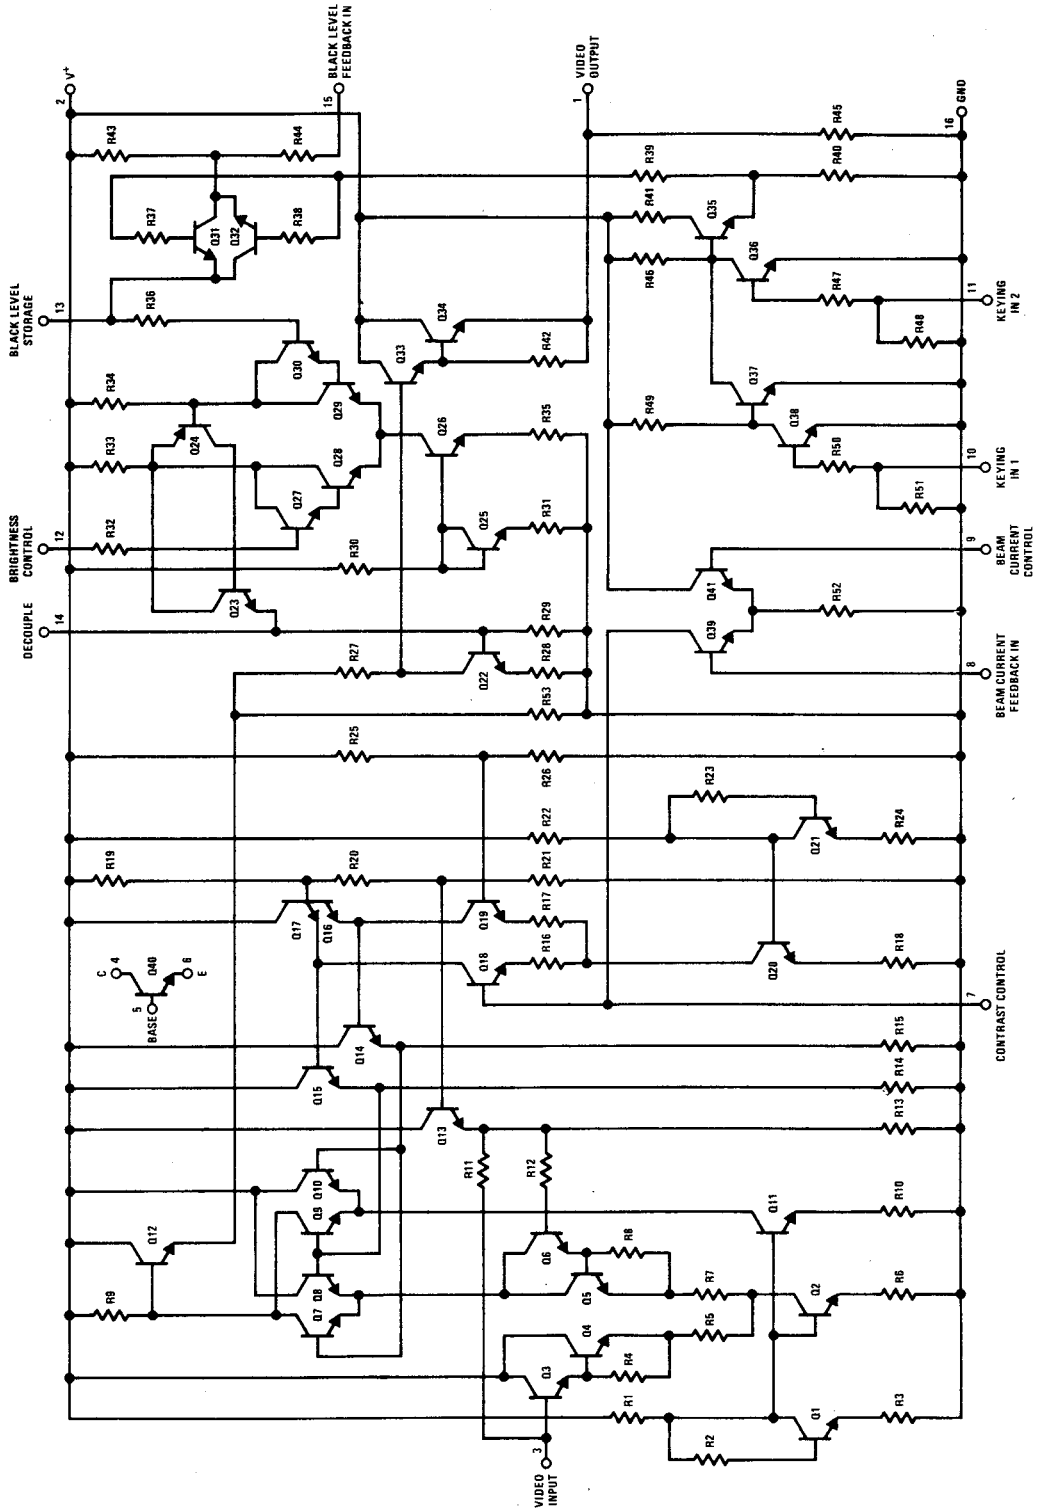 VIDEO
INPUT
3
DECOUPLE
14
BRIGHTNESS
CONTROL
12
BLACK LEVEL
STORAGE
13
2 V+
BLACK LEVEL
FEEDBACK IN
15
VIDEO
OUTPUT
1
GND
16
R9
Q12
C
4
BASE
5
Q40
6
E
R19
R32
R33
R34
R43
R37
Q31
Q32
R38
R44
R36
Q7
Q8
Q9
Q10
Q15
Q14
Q17
Q16
R20
R25
R27
Q23
R30
Q27
Q28
Q24
Q29
Q30
Q33
Q34
R42
Q13
R11
R12
Q18
Q19
R16
R17
R21
R22
R26
R53
R28
R29
Q22
Q25
R31
Q26
R35
Q3
Q4
R4
R5
Q5
Q6
R8
R7
R1
R2
Q1
R3
Q2
R6
Q11
R10
R13
R14
R15
Q20
R18
R23
Q21
R24
Q39
Q41
R52
R49
Q37
Q38
R50
R51
R46
R41
R39
Q35
Q36
R47
R48
R40
R45
7
CONTRAST CONTROL
8
BEAM CURRENT
FEEDBACK IN
9
BEAM
CURRENT
CONTROL
10
KEYING
IN 1
11
KEYING
IN 2